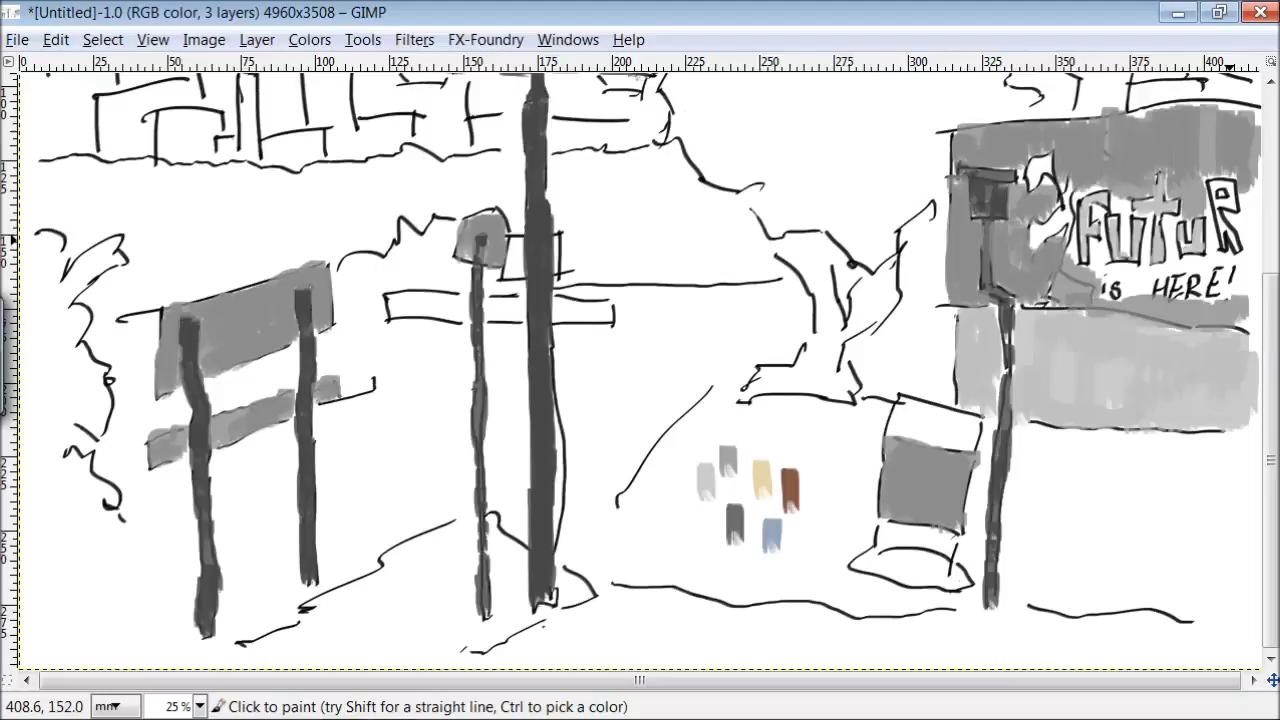 *[Untitled]-1.0 (RGB color, 3 layers) 4960x3508 – GIMP
File Edit Select View Image Layer Colors Tools Filters FX-Foundry Windows Help
0 25 50 75 100 125 150 175 200 225 250 275 300 325 350 375 400
FUTUR
is HERE!
408.6, 152.0 mm 25 % Click to paint (try Shift for a straight line, Ctrl to pick a color)